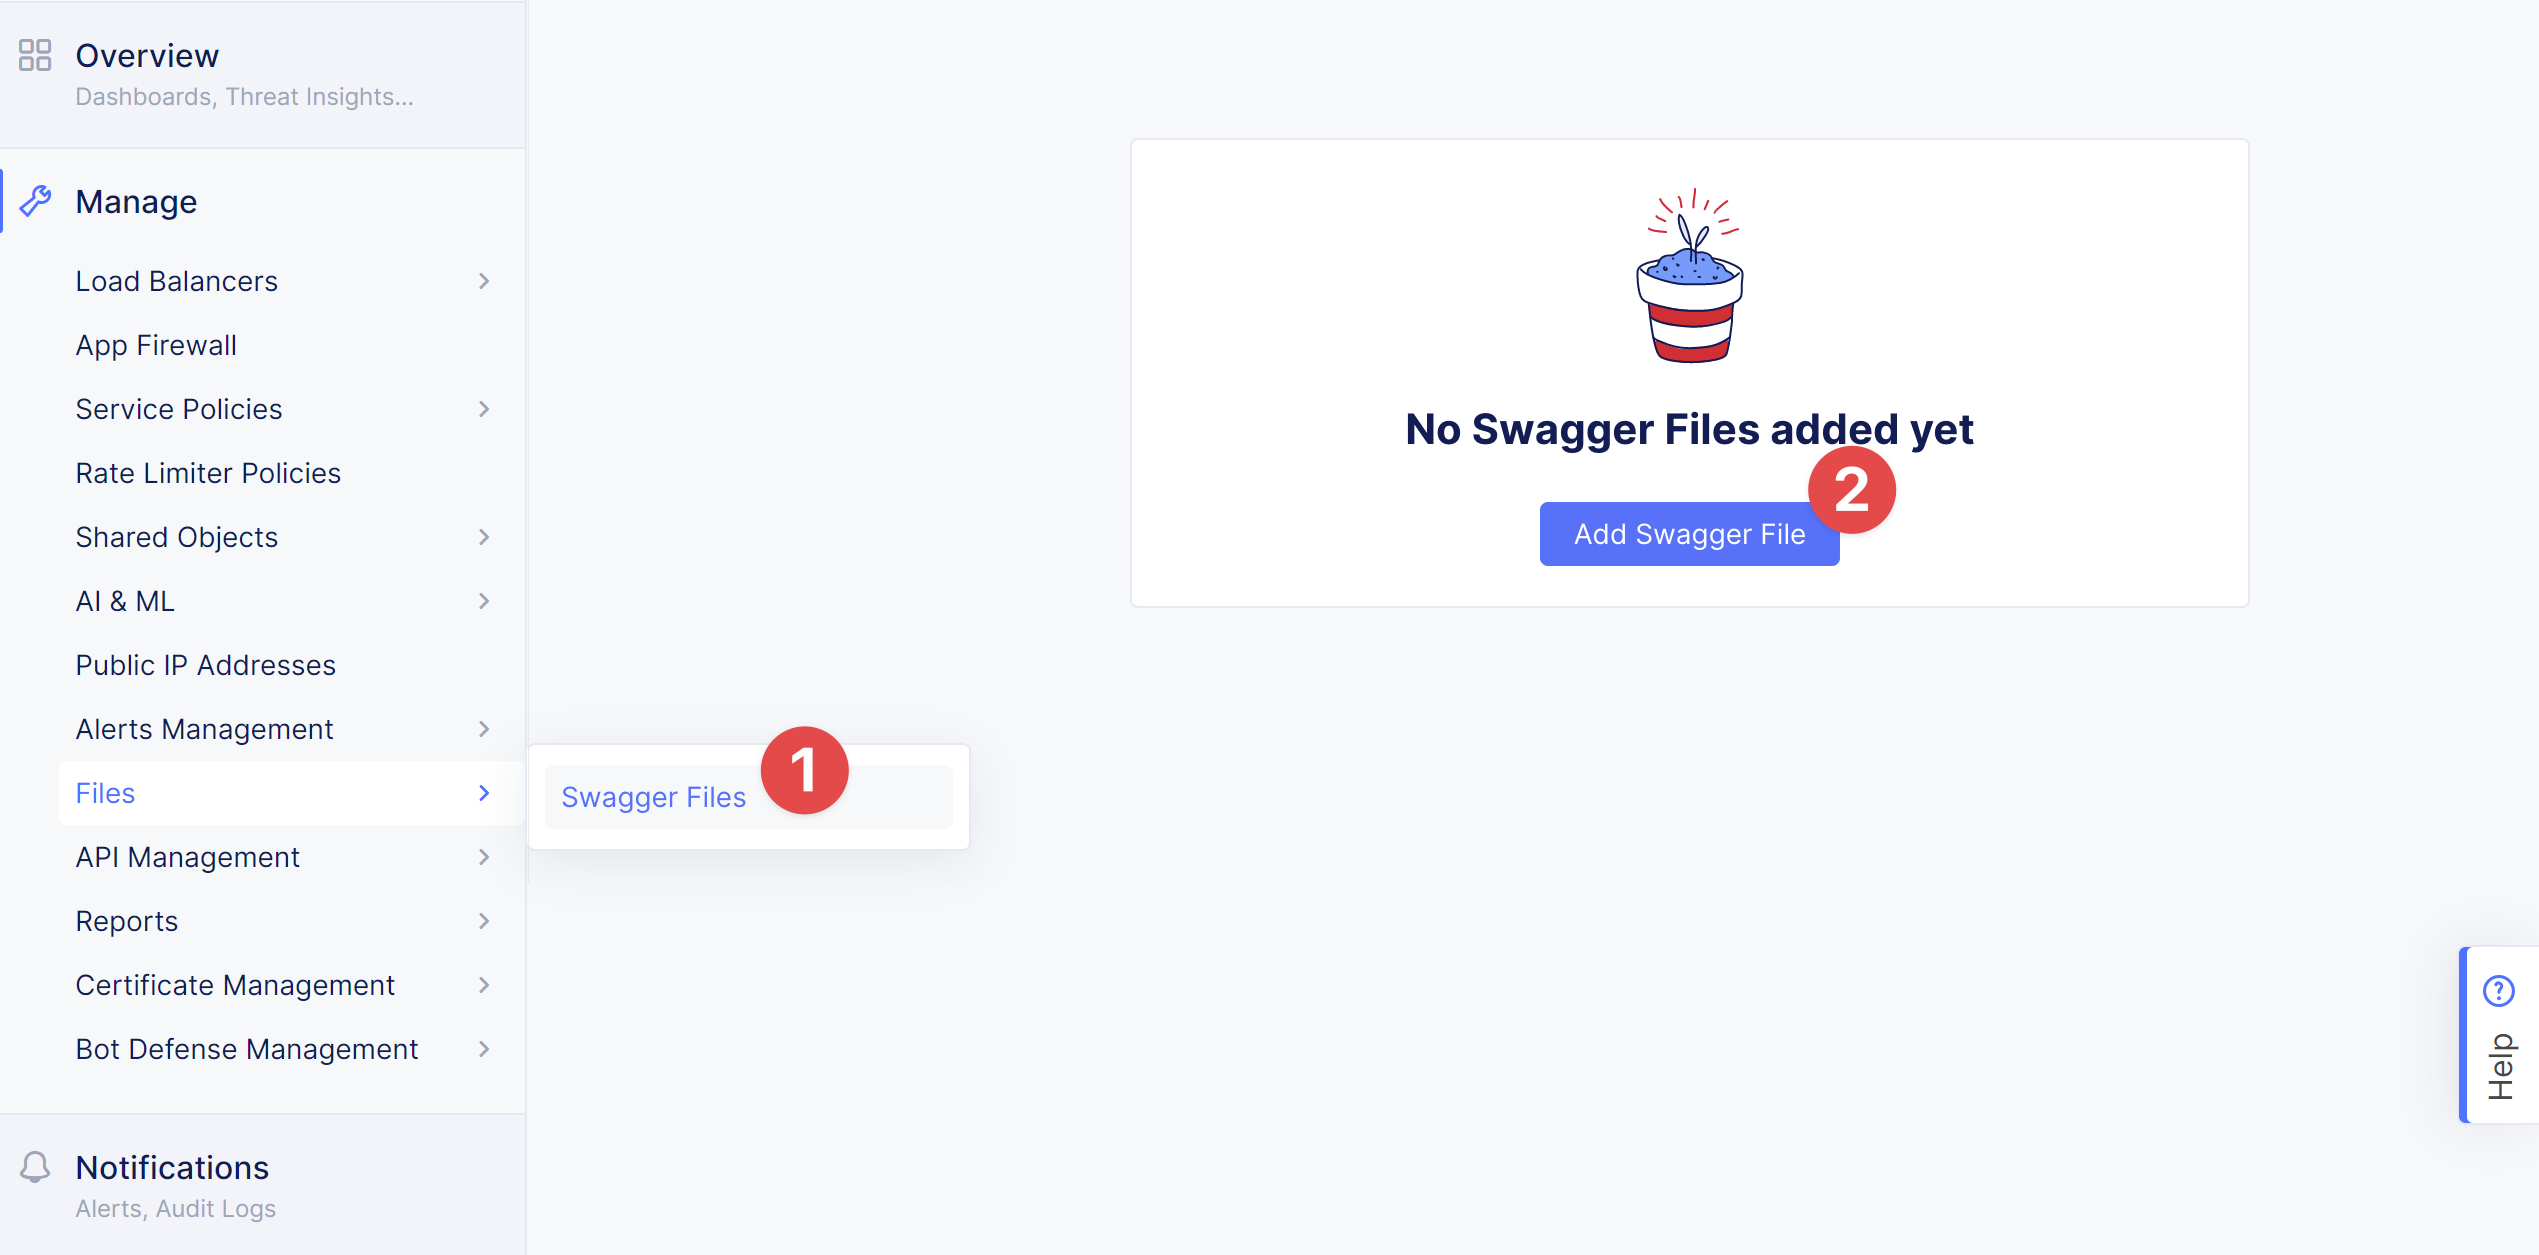 Overview
Dashboards, Threat Insights...
Manage
Load Balancers
App Firewall
Service Policies
Rate Limiter Policies
Shared Objects
AI & ML
Public IP Addresses
Alerts Management
Files
API Management
Reports
Certificate Management
Bot Defense Management
Notifications
Alerts, Audit Logs
Swagger Files
1
No Swagger Files added yet
2
Add Swagger File
Help